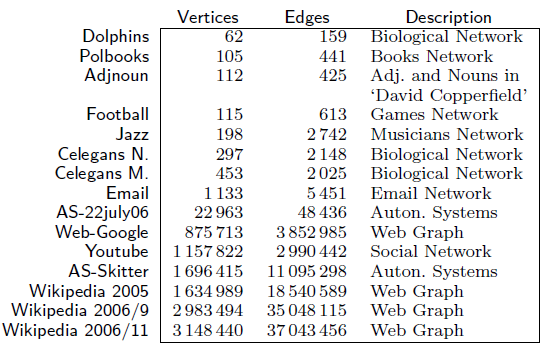 Vertices Edges Description
Dolphins 62 159 Biological Network
Polbooks 105 441 Books Network
Adjnoun 112 425 Adj. and Nouns in
‘David Copperfield’
Football 115 613 Games Network
Jazz 198 2 742 Musicians Network
Celegans N. 297 2 148 Biological Network
Celegans M. 453 2 025 Biological Network
Email 1 133 5 451 Email Network
AS-22july06 22 963 48 436 Auton. Systems
Web-Google 875 713 3 852 985 Web Graph
Youtube 1 157 822 2 990 442 Social Network
AS-Skitter 1 696 415 11 095 298 Auton. Systems
Wikipedia 2005 1 634 989 18 540 589 Web Graph
Wikipedia 2006/9 2 983 494 35 048 115 Web Graph
Wikipedia 2006/11 3 148 440 37 043 456 Web Graph